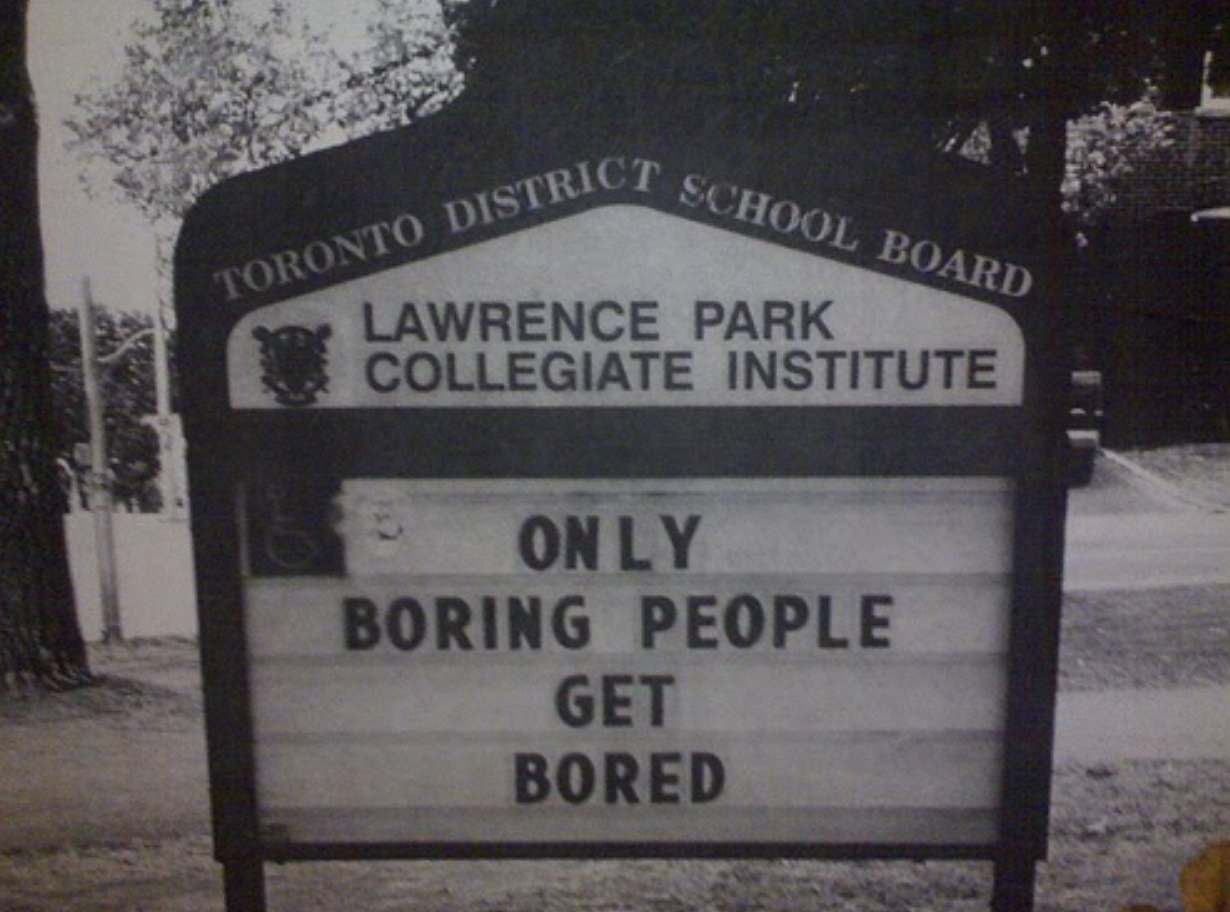 TORONTO DISTRICT SCHOOL BOARD
LAWRENCE PARK
COLLEGIATE INSTITUTE
ONLY
BORING PEOPLE
GET
BORED